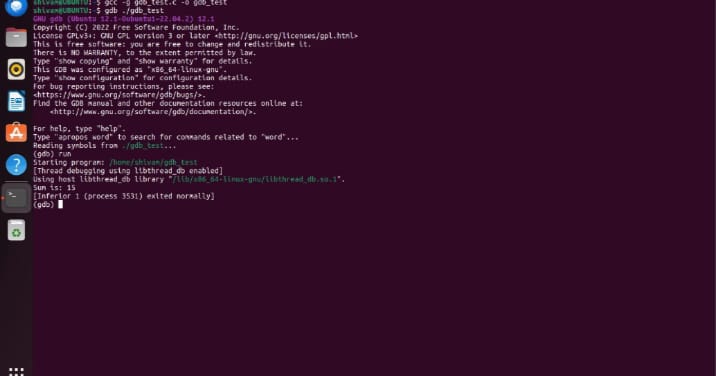 shivam@UBUNTU:~$ gcc -g gdb_test.c -o gdb_test
shivam@UBUNTU:~$ gdb ./gdb_test
GNU gdb (Ubuntu 12.1-0ubuntu1~22.04.2) 12.1
Copyright (C) 2022 Free Software Foundation, Inc.
License GPLv3+: GNU GPL version 3 or later <http://gnu.org/licenses/gpl.html>
This is free software: you are free to change and redistribute it.
There is NO WARRANTY, to the extent permitted by law.
Type "show copying" and "show warranty" for details.
This GDB was configured as "x86_64-linux-gnu".
Type "show configuration" for configuration details.
For bug reporting instructions, please see:
<https://www.gnu.org/software/gdb/bugs/>.
Find the GDB manual and other documentation resources online at:
<http://www.gnu.org/software/gdb/documentation/>.
For help, type "help".
Type "apropos word" to search for commands related to "word"...
Reading symbols from ./gdb_test...
(gdb) run
Starting program: /home/shivam/gdb_test
[Thread debugging using libthread_db enabled]
Using host libthread_db library "/lib/x86_64-linux-gnu/libthread_db.so.1".
Sum is: 15
[Inferior 1 (process 3531) exited normally]
(gdb)